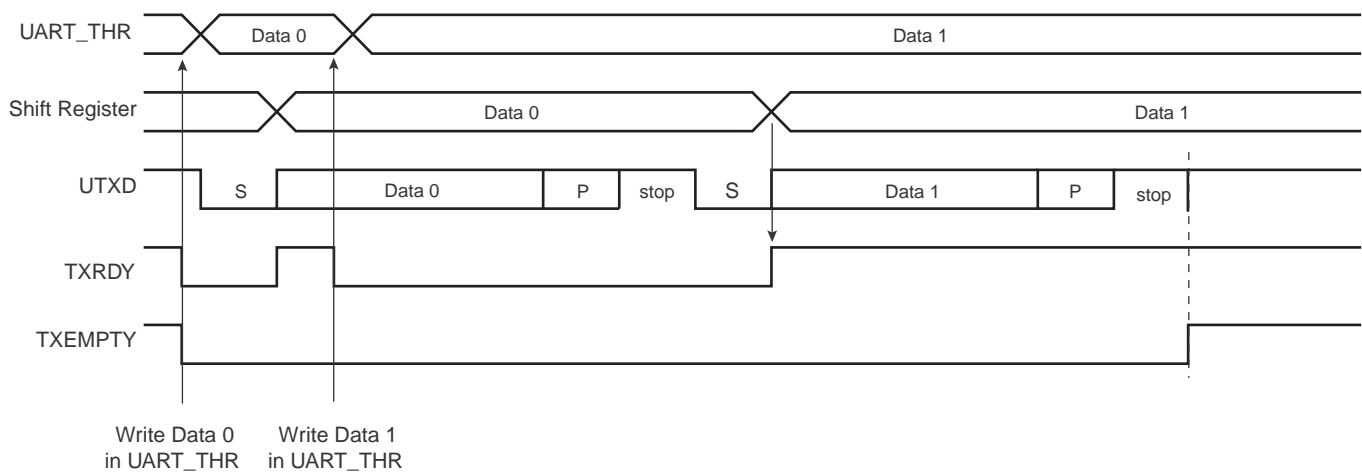 UART_THR
Data 0
Data 1
Shift Register
Data 0
Data 1
UTXD
S
Data 0
P
stop
S
Data 1
P
stop
TXRDY
TXEMPTY
Write Data 0
in UART_THR
Write Data 1
in UART_THR